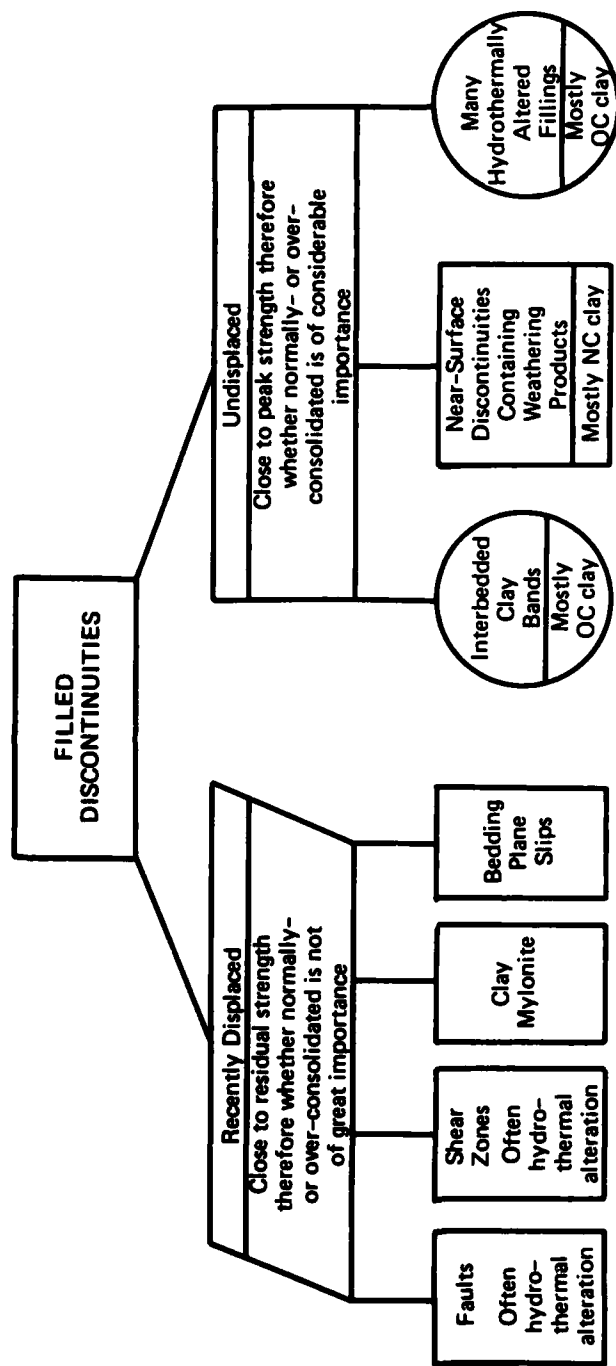 FILLED
DISCONTINUITIES
Recently Displaced
Close to residual strength
therefore whether normally-
or over-consolidated is not
of great importance
Undisplaced
Close to peak strength therefore
whether normally- or over-
consolidated is of considerable
importance
Faults
Often
hydro-
thermal
alteration
Shear
Zones
Often
hydro-
thermal
alteration
Clay
Mylonite
Bedding
Plane
Slips
Interbedded
Clay
Bands
Mostly
OC clay
Near-Surface
Discontinuities
Containing
Weathering
Products
Mostly NC clay
Many
Hydrothermally
Altered
Fillings
Mostly
OC clay